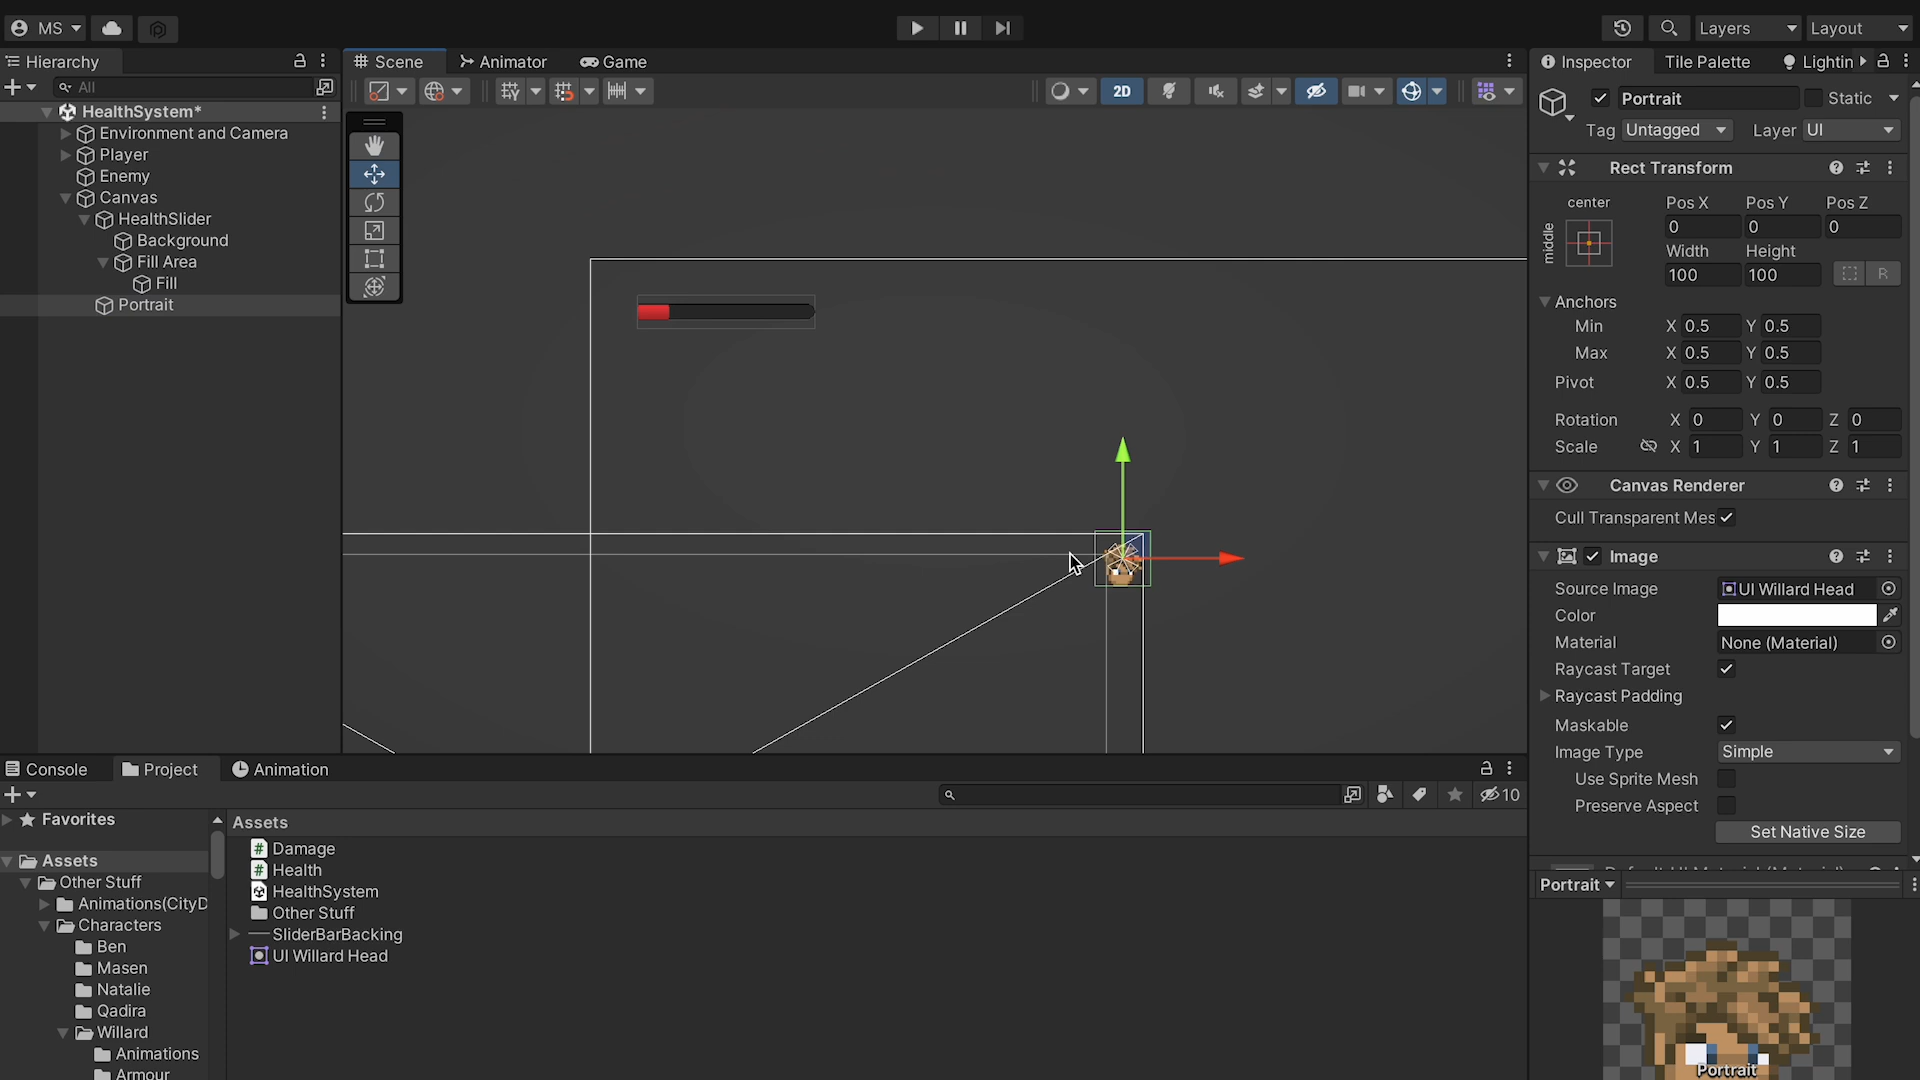 MS
Layers
Layout
Hierarchy
Scene
Animator
Game
Inspector
Tile Palette
Lightin
All
2D
HealthSystem*
Environment and Camera
Player
Enemy
Canvas
HealthSlider
Background
Fill Area
Fill
Portrait
Portrait
Static
Tag
Untagged
Layer
UI
Rect Transform
center
middle
Pos X
Pos Y
Pos Z
0
0
0
Width
Height
100
100
R
Anchors
Min X 0.5 Y 0.5
Max X 0.5 Y 0.5
Pivot X 0.5 Y 0.5
Rotation X 0 Y 0 Z 0
Scale X 1 Y 1 Z 1
Canvas Renderer
Cull Transparent Mes
Image
Source Image
UI Willard Head
Color
Material
None (Material)
Raycast Target
Raycast Padding
Maskable
Image Type
Simple
Use Sprite Mesh
Preserve Aspect
Set Native Size
Portrait
Portrait
Console
Project
Animation
10
Favorites
Assets
Other Stuff
Animations(CityD
Characters
Ben
Masen
Natalie
Qadira
Willard
Animations
Armour
Assets
Damage
Health
HealthSystem
Other Stuff
SliderBarBacking
UI Willard Head